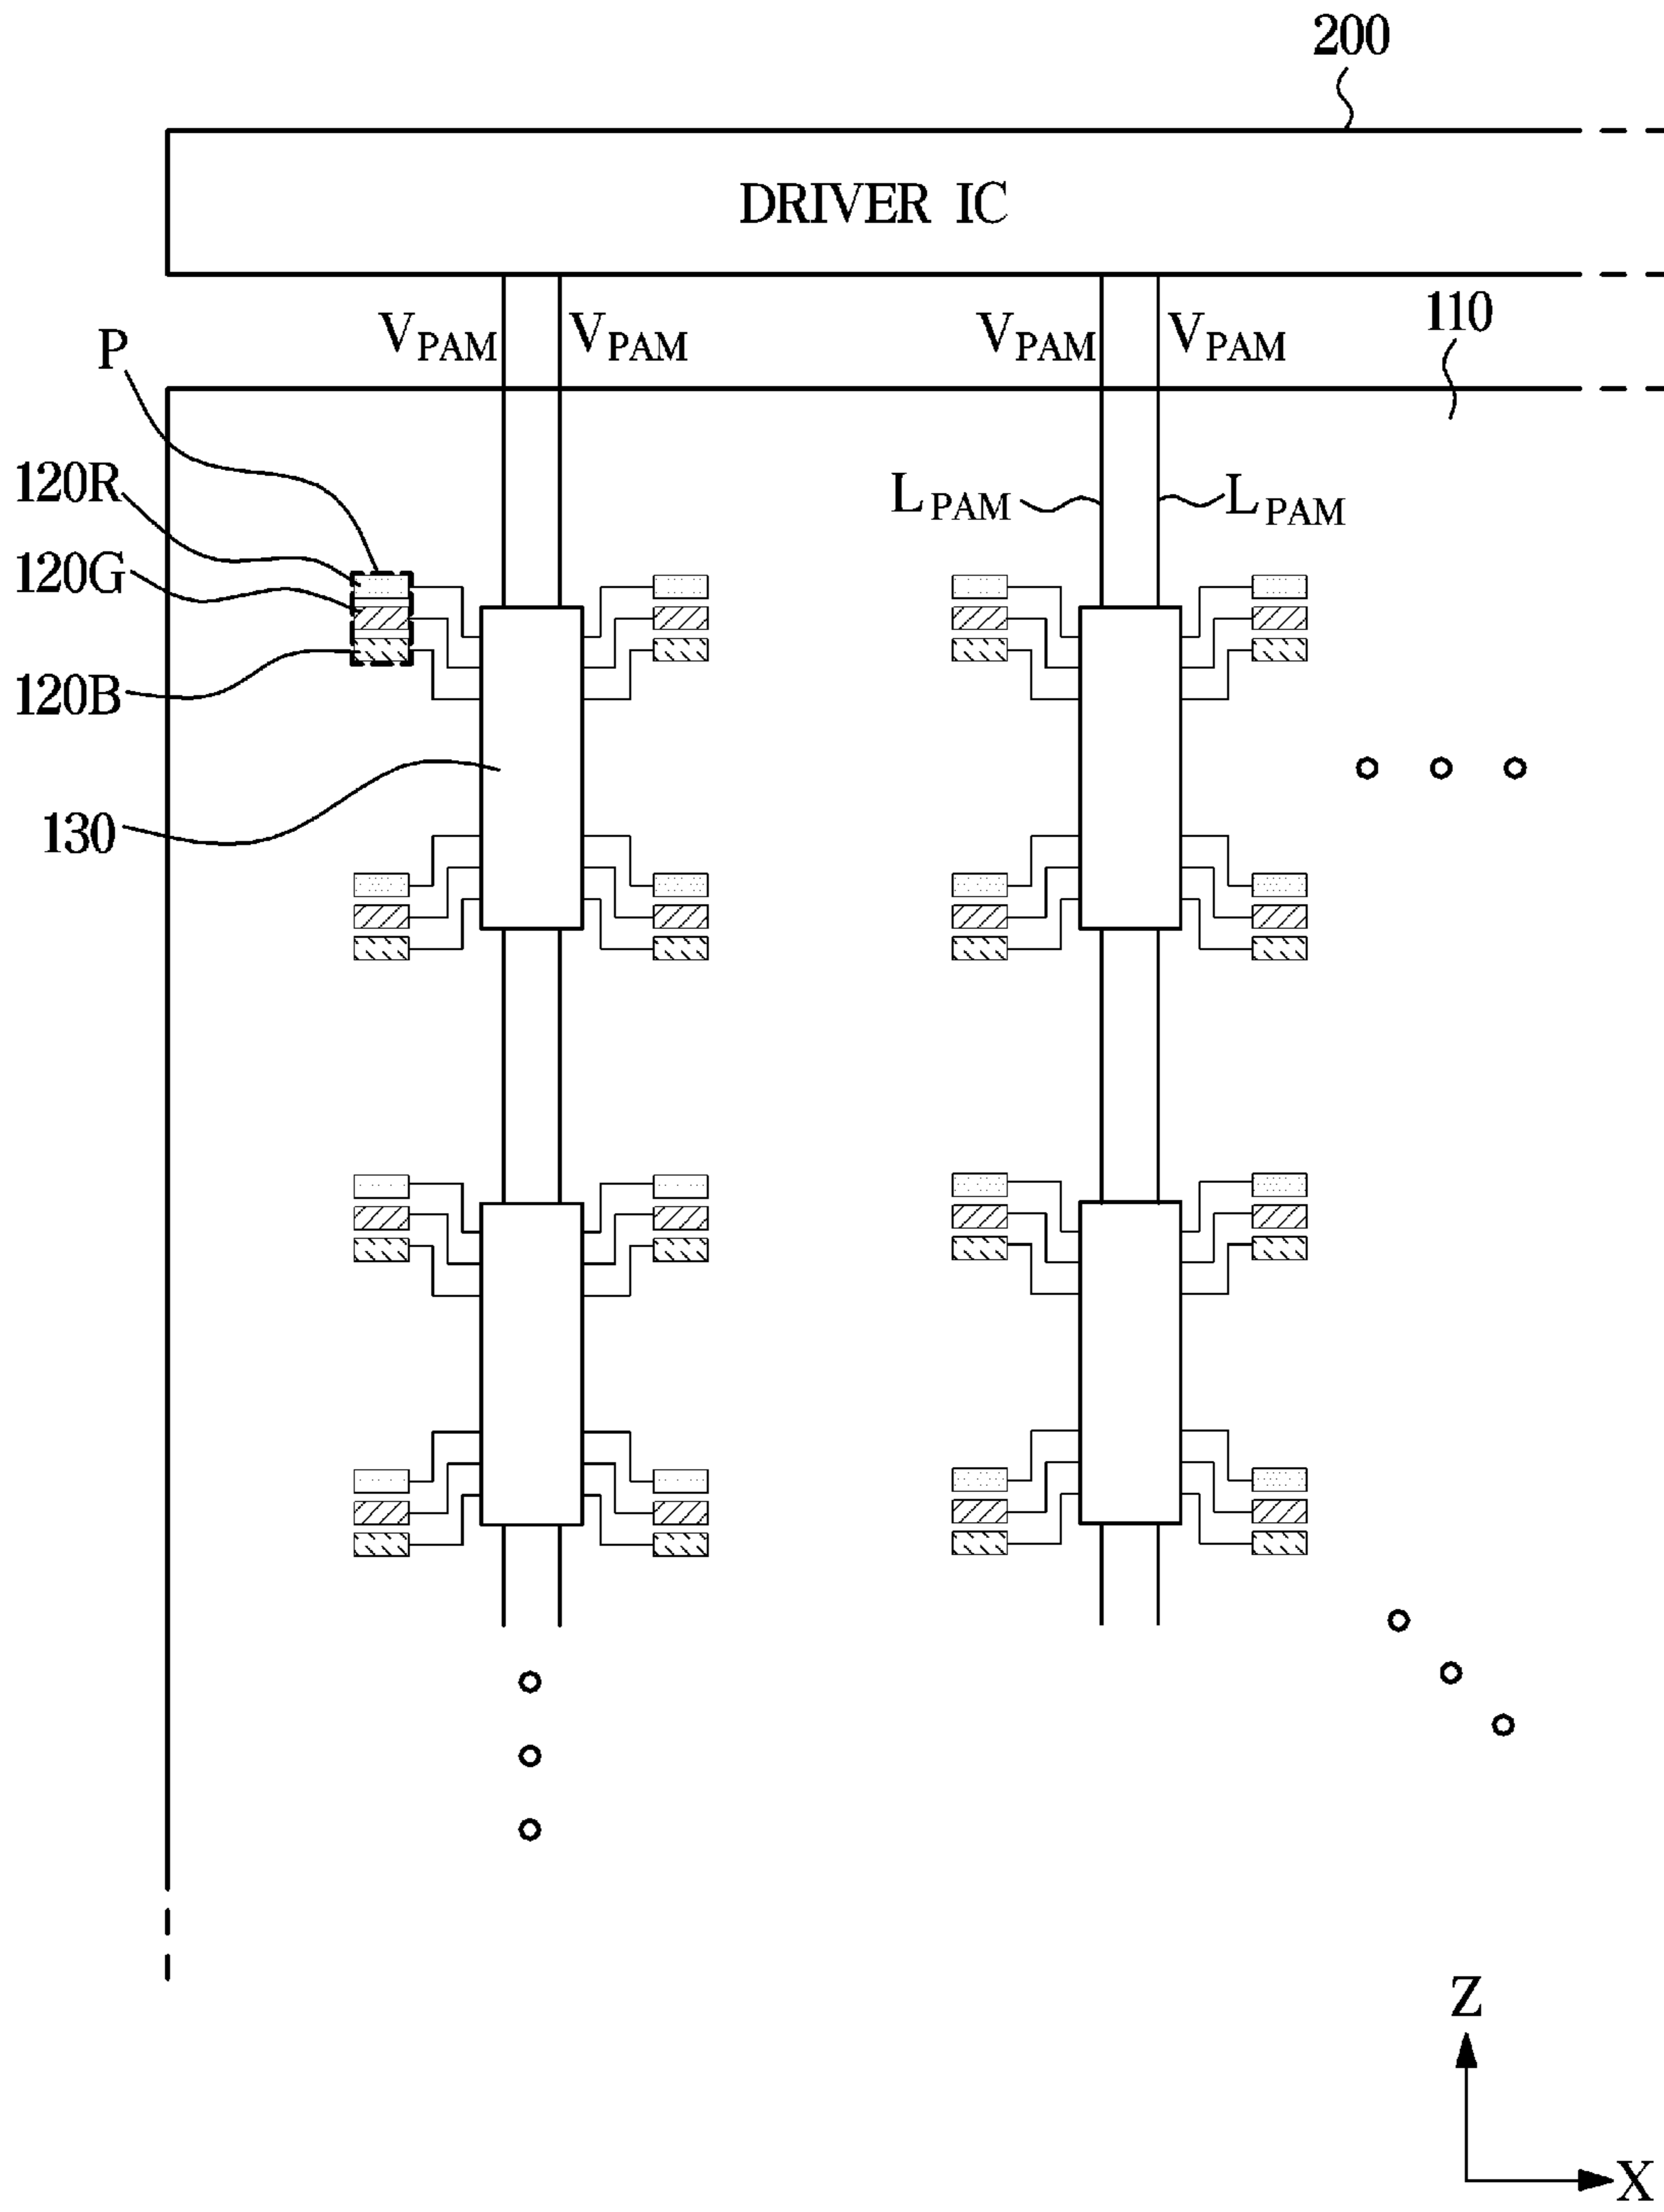 200
DRIVER IC
110
P
VPAM VPAM VPAM VPAM
120R
LPAM LPAM
120G
120B
130
Z
X